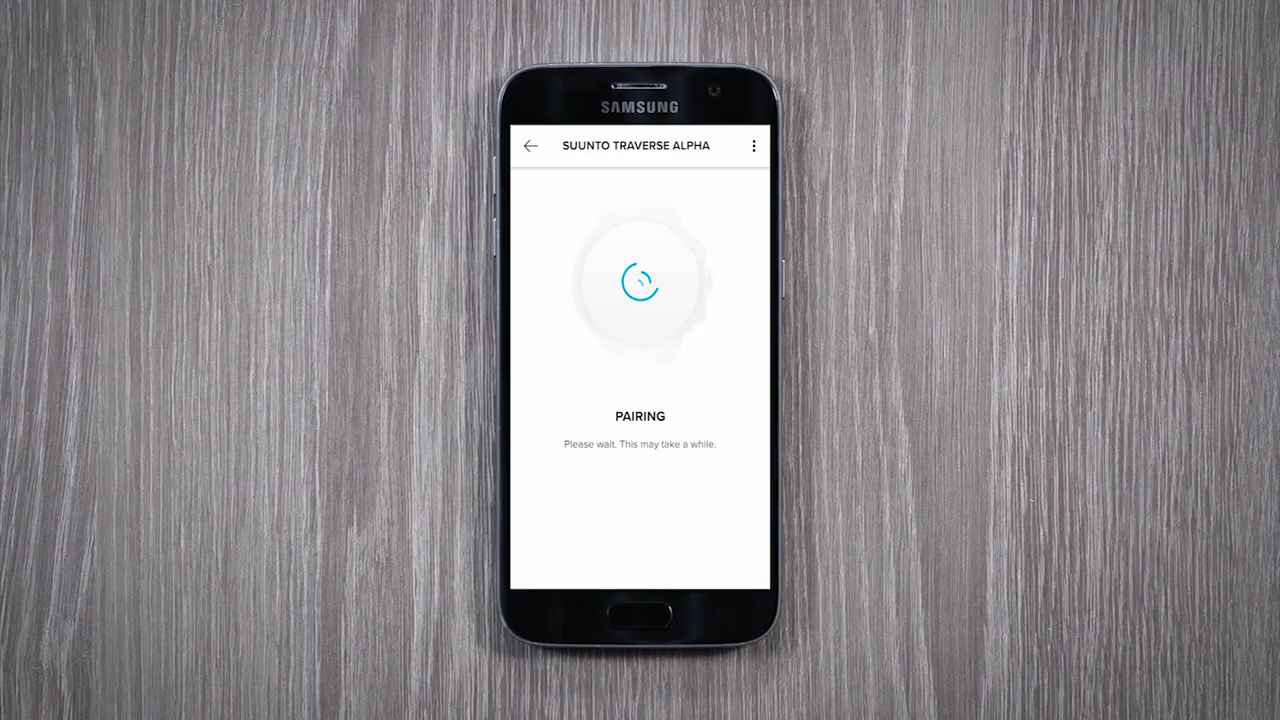 SAMSUNG
SUUNTO TRAVERSE ALPHA
PAIRING
Please wait. This may take a while.